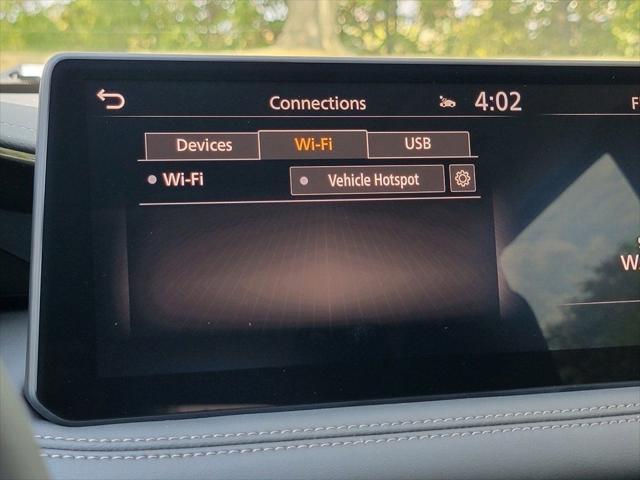 Connections 4:02
Devices Wi-Fi USB
Wi-Fi Vehicle Hotspot